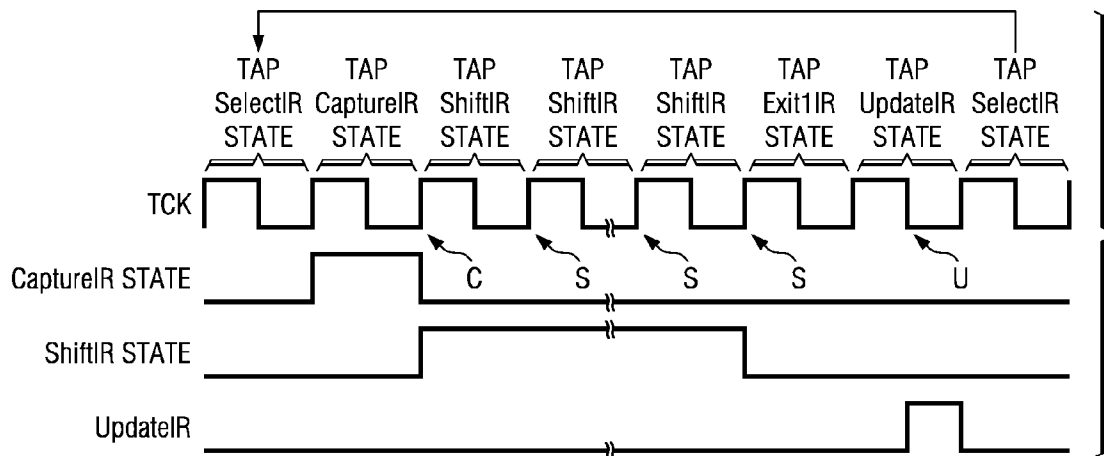 TAP TAP TAP TAP TAP TAP TAP TAP
SelectIR CaptureIR ShiftIR ShiftIR ShiftIR Exit1IR UpdateIR SelectIR
STATE STATE STATE STATE STATE STATE STATE STATE
TCK
C S S S U
CaptureIR STATE
ShiftIR STATE
UpdateIR